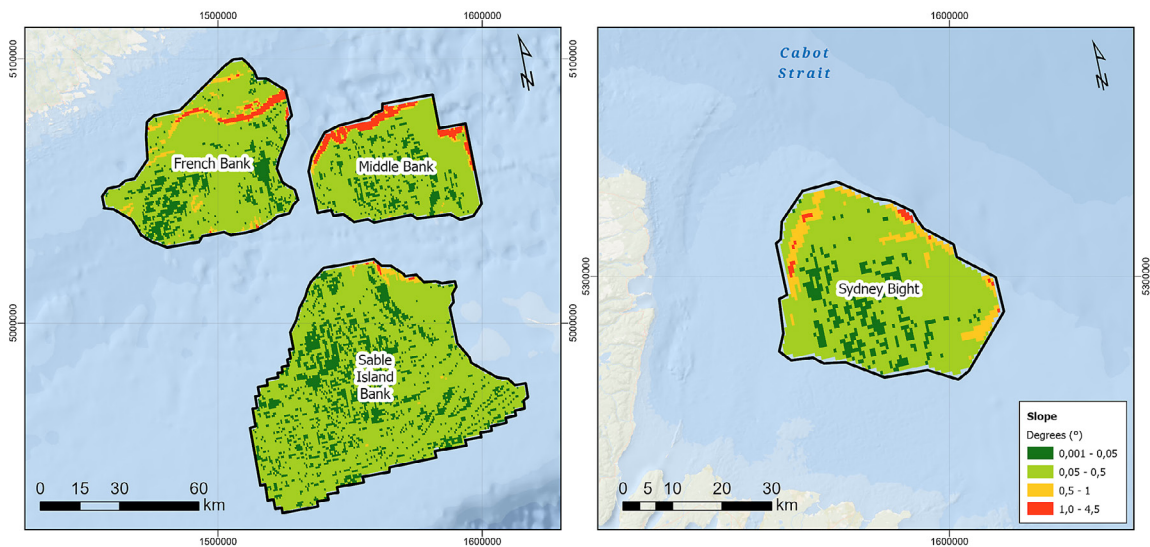 1500000
1600000
1600000
5100000
5100000
Cabot
Strait
French Bank
Middle Bank
5300000
5300000
Sydney Bight
5000000
5000000
Sable
Island
Bank
Slope
Degrees (°)
0,001 - 0,05
0,05 - 0,5
0,5 - 1
1,0 - 4,5
0 15 30 60
km
0 5 10 20 30
km
1500000
1600000
1600000
N
N